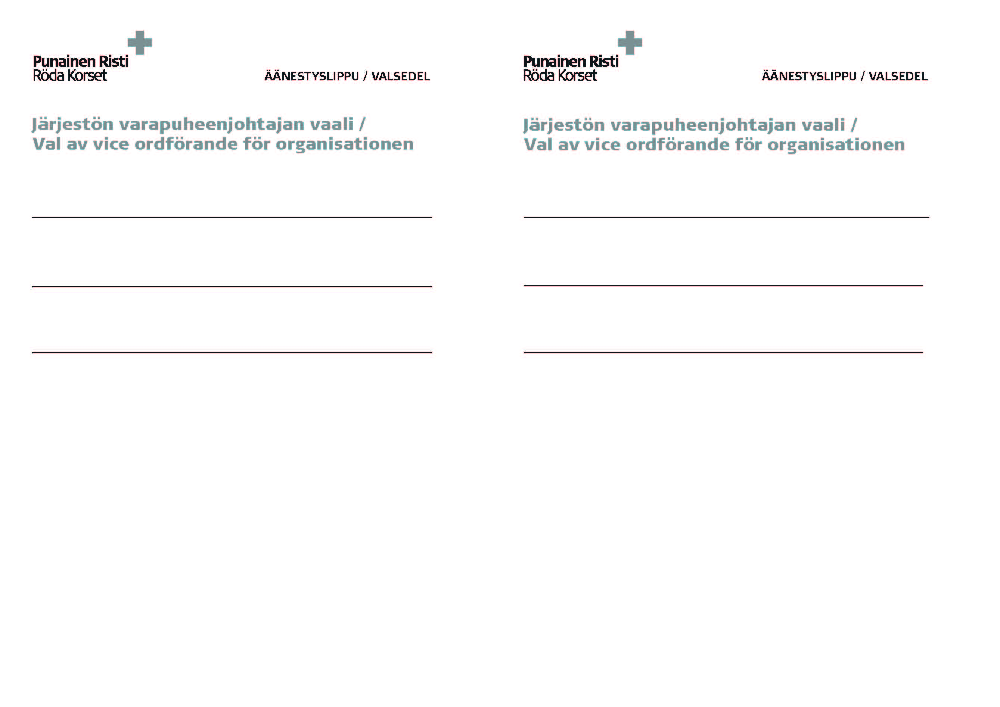 Punainen Risti
Röda Korset
ÄÄNESTYSLIPPU / VALSEDEL
Järjestön varapuheenjohtajan vaali /
Val av vice ordförande för organisationen
Punainen Risti
Röda Korset
ÄÄNESTYSLIPPU / VALSEDEL
Järjestön varapuheenjohtajan vaali /
Val av vice ordförande för organisationen